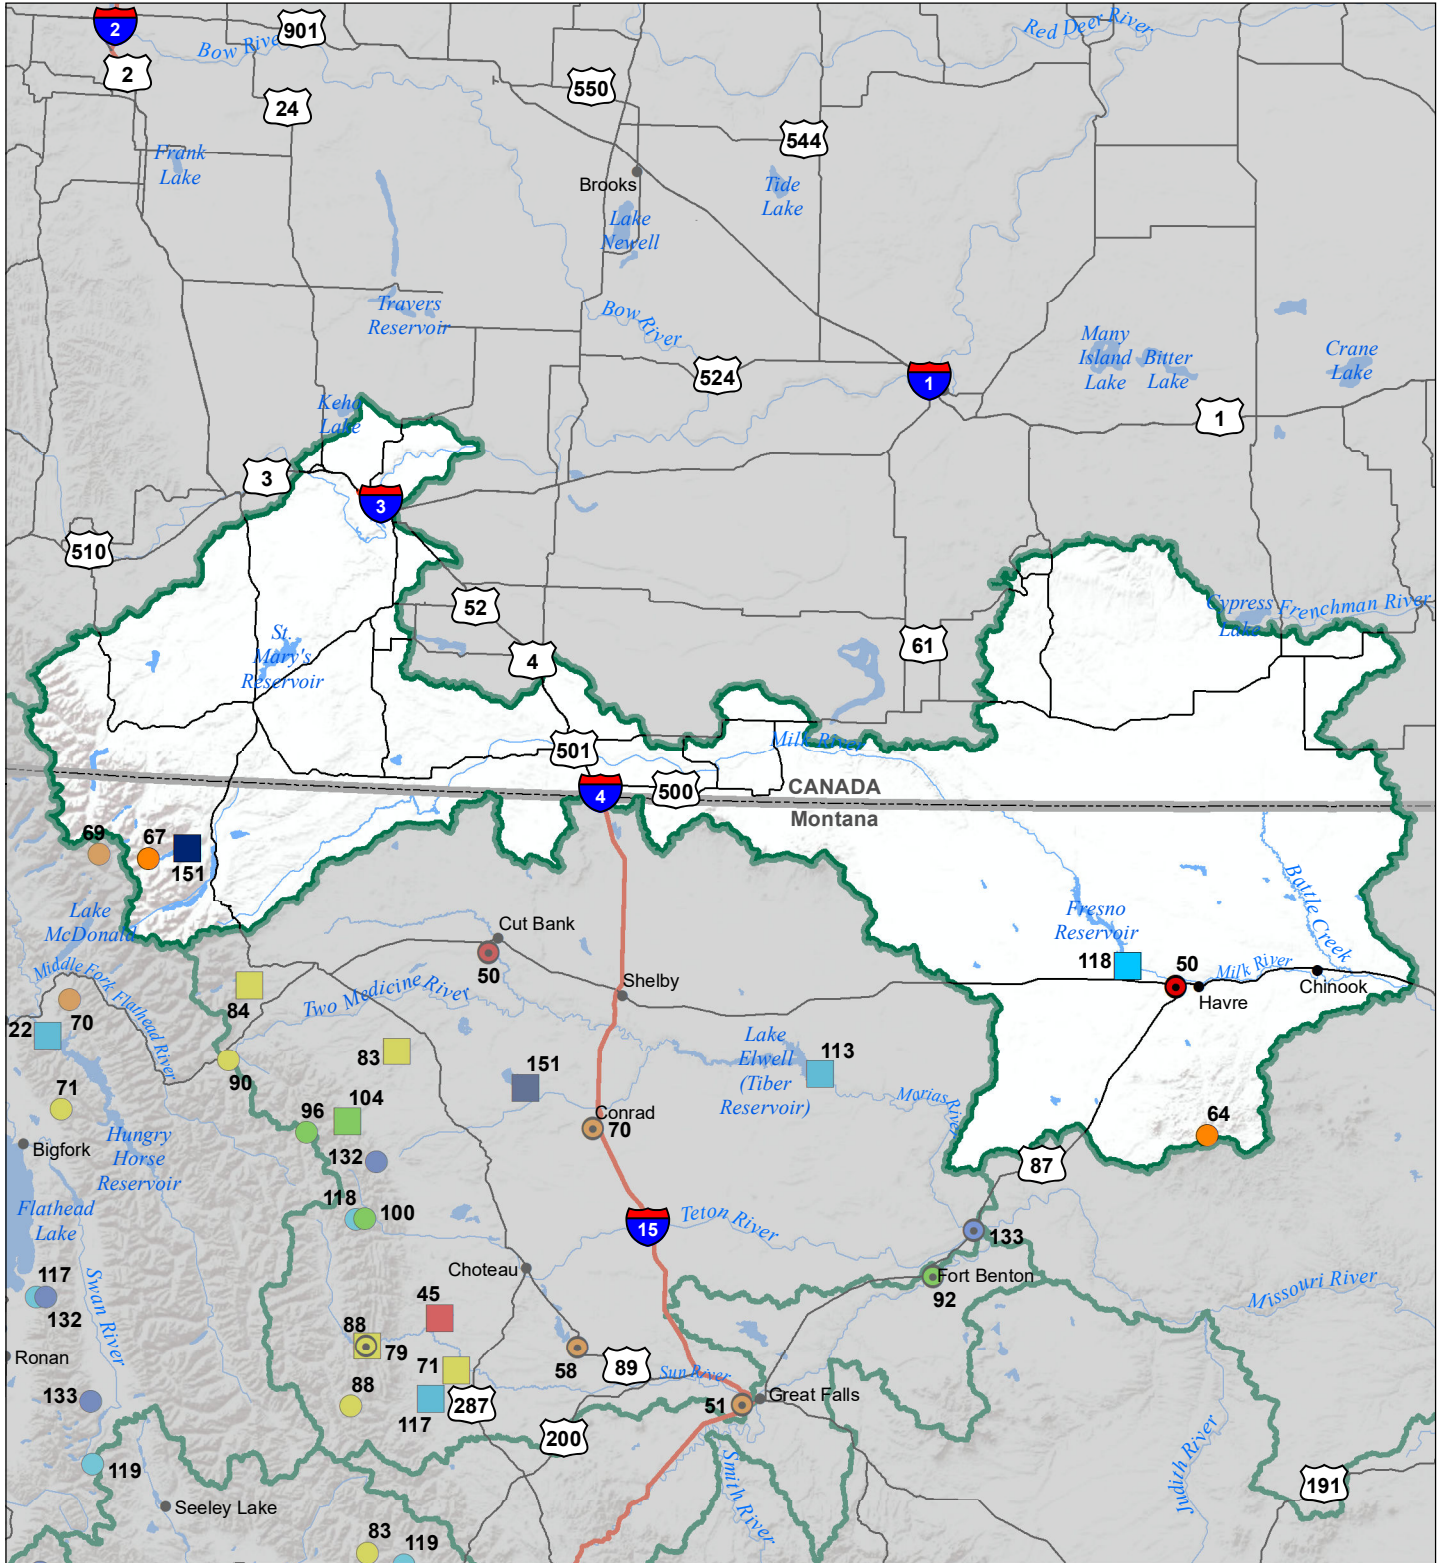 2
901
Bow River
Red Deer River
2
550
24
544
Frank
Lake
Brooks
Tide
Lake
Lake
Newell
Travers
Reservoir
Bow River
Many
Island
Lake
Bitter
Lake
Crane
Lake
524
1
1
Keho
Lake
3
3
510
52
Cypress
Lake
Frenchman River
St.
Mary's
Reservoir
4
61
501
Milk River
4
500
CANADA
Montana
69
67
151
Lake
McDonald
Fresno
Reservoir
Battle Creek
Cut Bank
50
118
50
Milk River
Havre
Chinook
Middle Fork Flathead River
84
Two Medicine River
Shelby
70
22
83
Lake
Elwell
(Tiber
Reservoir)
113
90
151
Marias River
71
104
96
Conrad
70
64
Bigfork
Hungry
Horse
Reservoir
132
87
118
100
Flathead
Lake
15
Teton River
133
Choteau
Fort Benton
92
117
132
Swan River
45
Missouri River
88
79
Ronan
71
58
89
Sun River
133
88
117
287
51
Great Falls
200
119
Smith River
Judith River
191
Seeley Lake
83
119